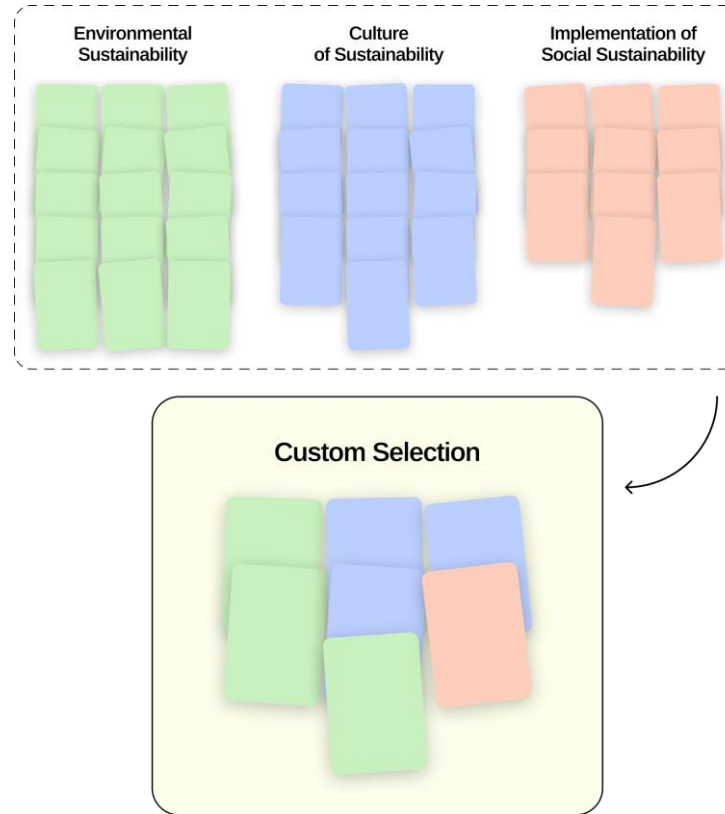 Environmental
Sustainability
Culture
of Sustainability
Implementation of
Social Sustainability
Custom Selection